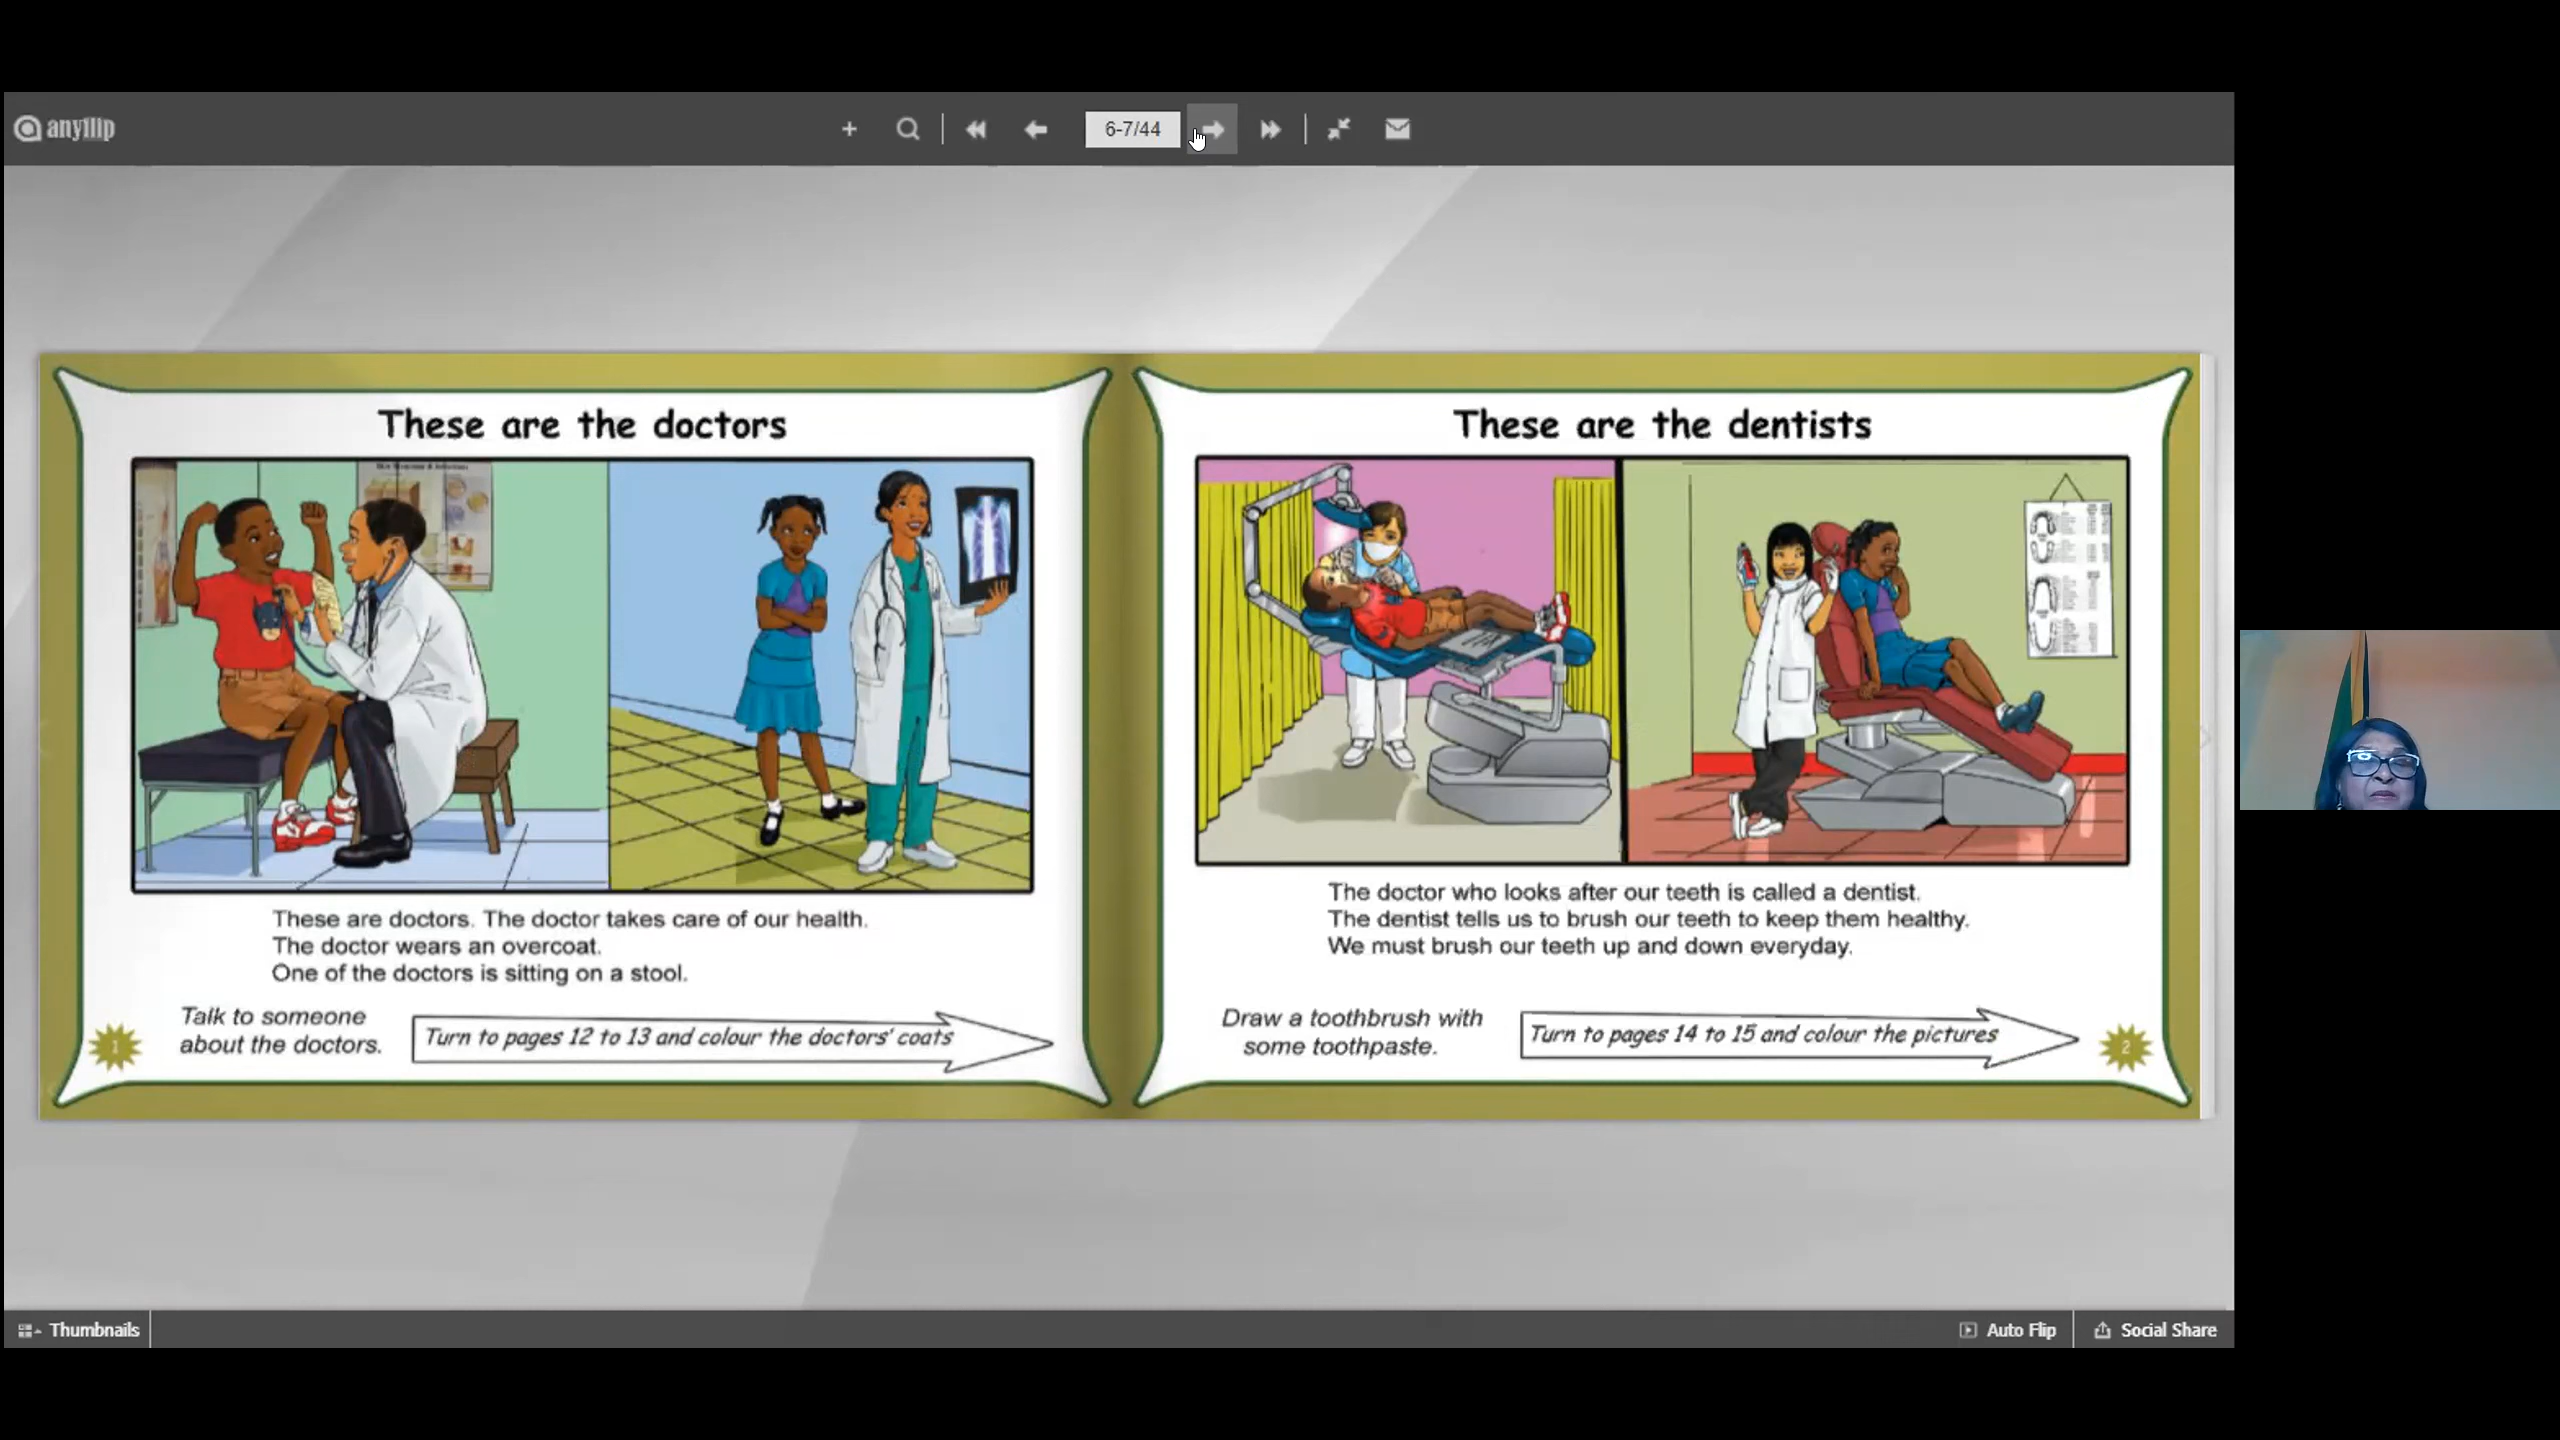 anyflip
6-7/44
These are the doctors
These are doctors. The doctor takes care of our health.
The doctor wears an overcoat.
One of the doctors is sitting on a stool.
Talk to someone
about the doctors.
Turn to pages 12 to 13 and colour the doctors' coats
1
These are the dentists
The doctor who looks after our teeth is called a dentist.
The dentist tells us to brush our teeth to keep them healthy.
We must brush our teeth up and down everyday.
Draw a toothbrush with
some toothpaste.
Turn to pages 14 to 15 and colour the pictures
2
Thumbnails
Auto Flip
Social Share